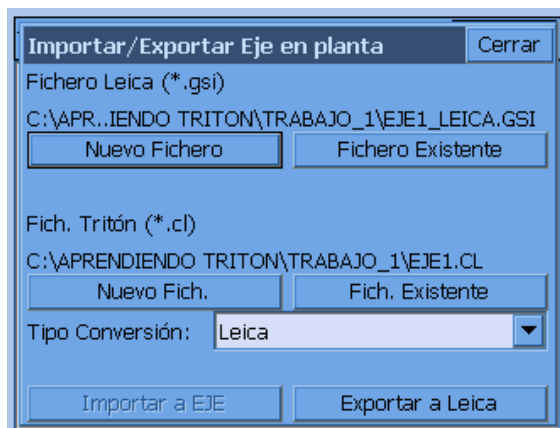 Importar/Exportar Eje en planta Cerrar
Fichero Leica (*.gsi)
C:\APR..IENDO TRITON\TRABAJO_1\EJE1_LEICA.GSI
Nuevo Fichero Fichero Existente
Fich. Tritón (*.cl)
C:\APRENDIENDO TRITON\TRABAJO_1\EJE1.CL
Nuevo Fich. Fich. Existente
Tipo Conversión: Leica
Importar a EJE Exportar a Leica